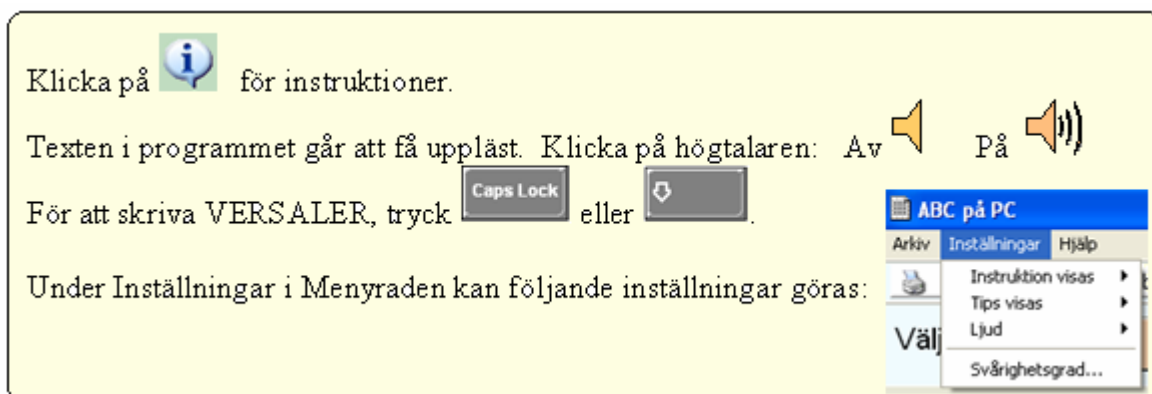 Klicka på för instruktioner.
Texten i programmet går att få uppläst. Klicka på högtalaren: Av På
För att skriva VERSALER, tryck Caps Lock eller .
Under Inställningar i Menyraden kan följande inställningar göras:
ABC på PC
Arkiv Inställningar Hjälp
Instruktion visas
Tips visas
Ljud
Välj
Svårighetsgrad...